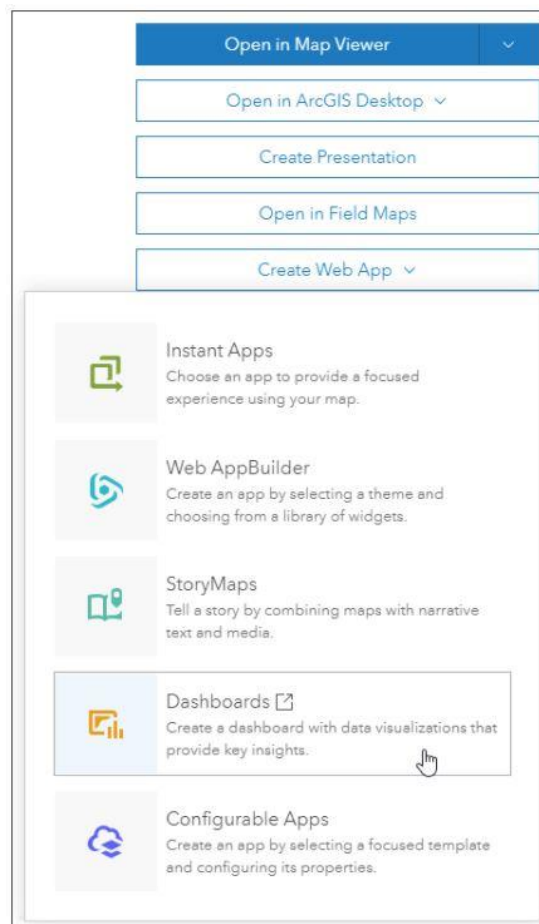 Open in Map Viewer
Open in ArcGIS Desktop
Create Presentation
Open in Field Maps
Create Web App
Instant Apps
Choose an app to provide a focused
experience using your map.
Web AppBuilder
Create an app by selecting a theme and
choosing from a library of widgets.
StoryMaps
Tell a story by combining maps with narrative
text and media.
Dashboards
Create a dashboard with data visualizations that
provide key insights.
Configurable Apps
Create an app by selecting a focused template
and configuring its properties.